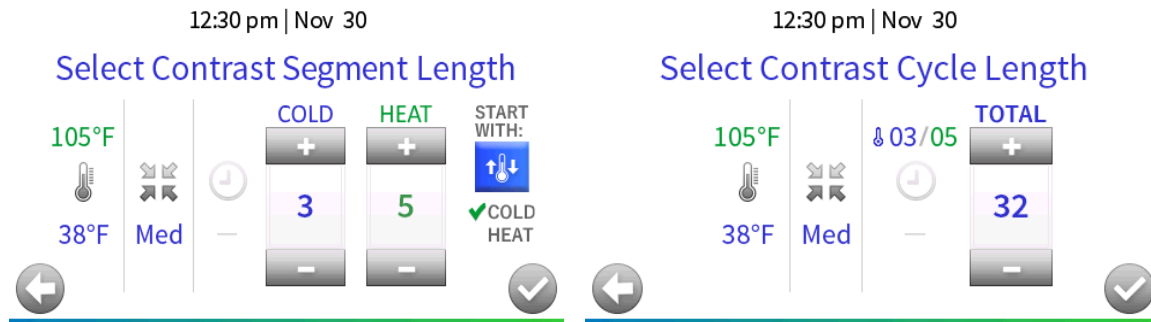 12:30 pm | Nov 30
Select Contrast Segment Length
105°F
38°F
Med
—
COLD
+
3
−
HEAT
+
5
−
START
WITH:
COLD
HEAT
12:30 pm | Nov 30
Select Contrast Cycle Length
105°F
38°F
Med
03/05
—
TOTAL
+
32
−